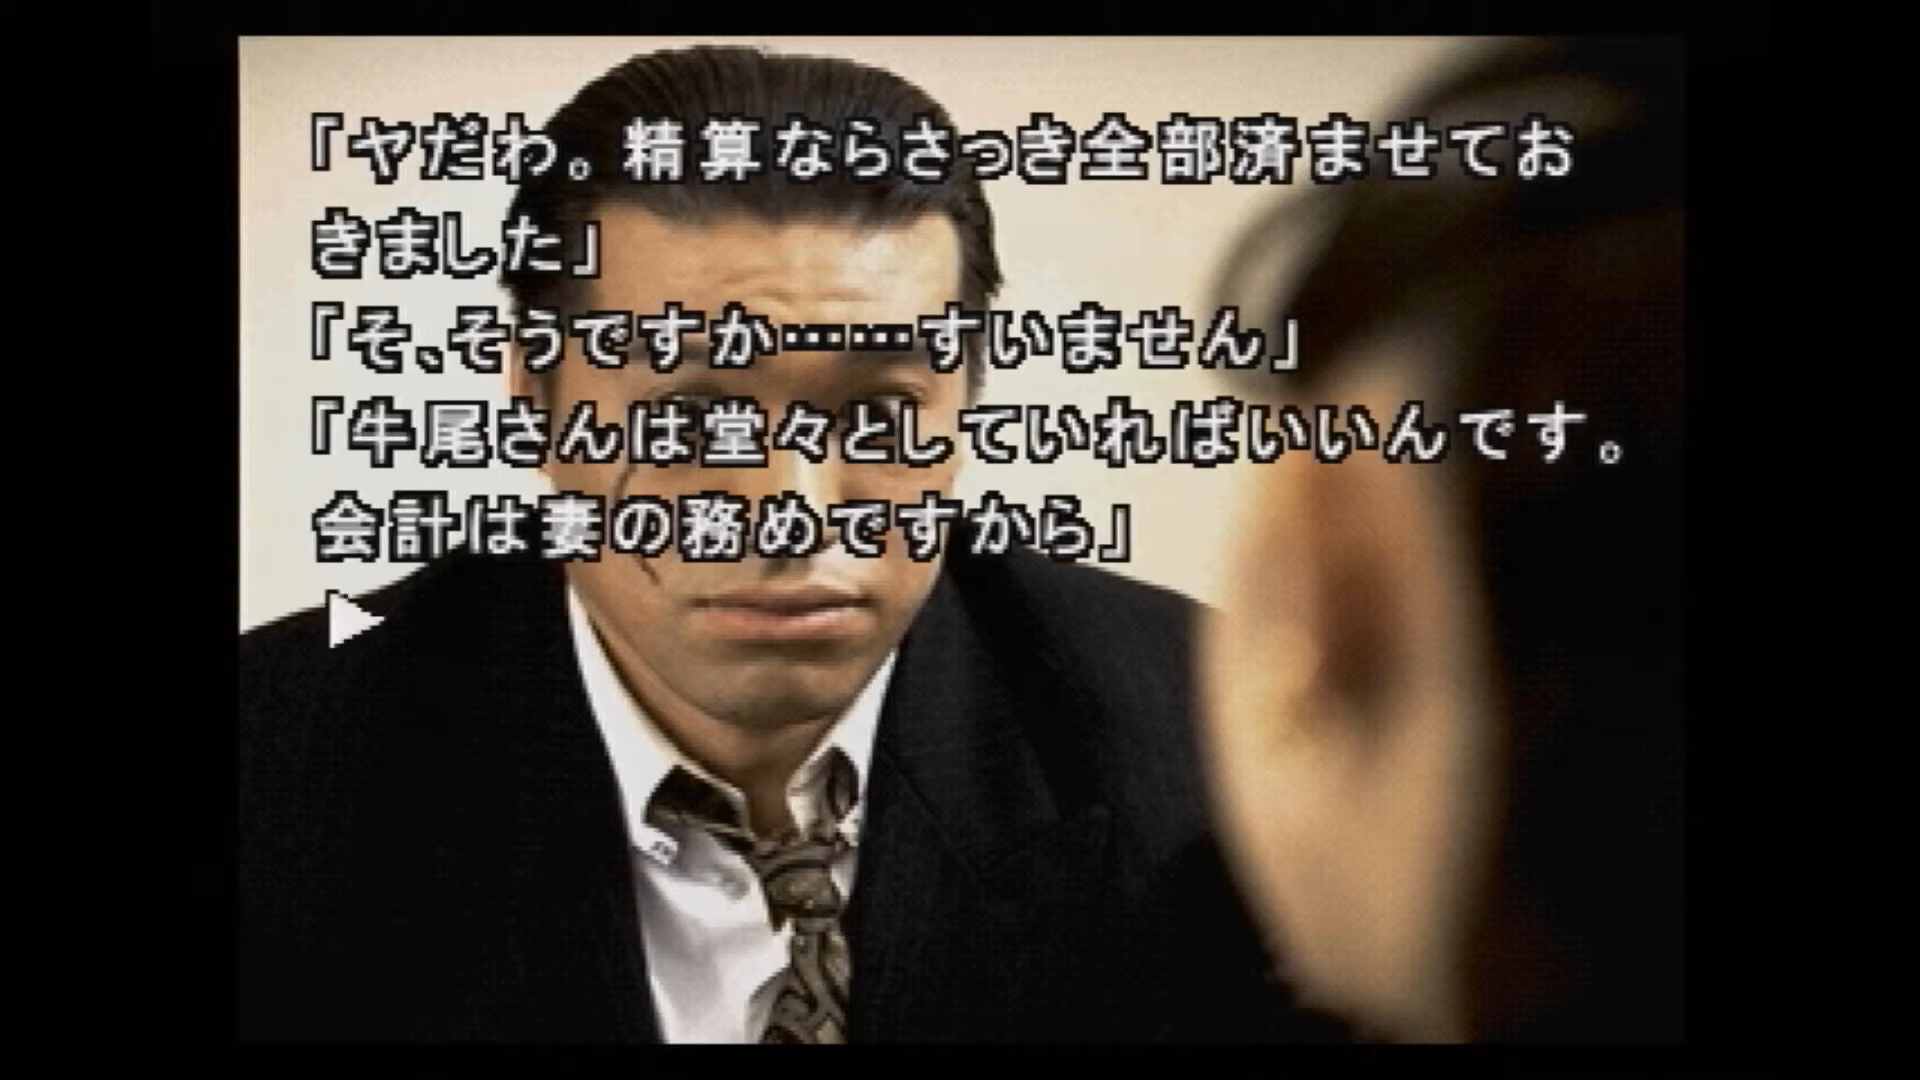 「ヤだわ。精算ならさっき全部済ませてお
きました」
「そ、そうですか……すいません」
「牛尾さんは堂々としていればいいんです。
会計は妻の務めですから」